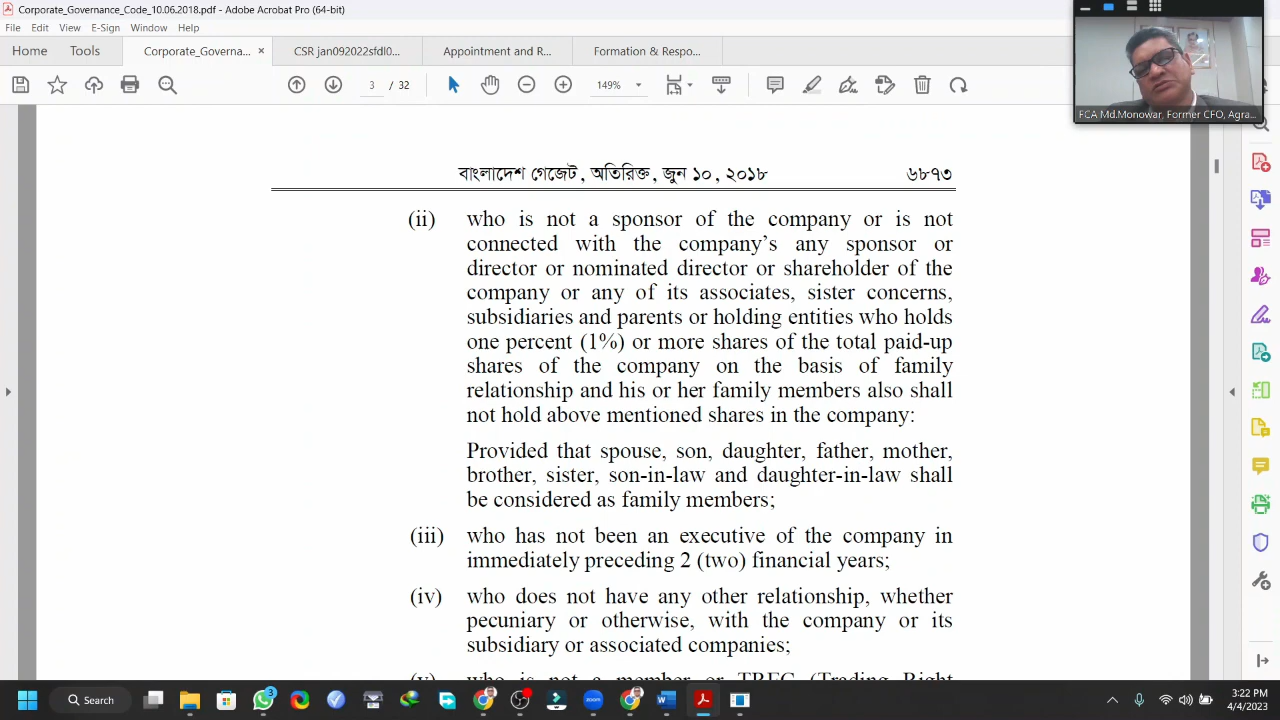 Corporate_Governance_Code_10.06.2018.pdf - Adobe Acrobat Pro (64-bit)
File Edit View E-Sign Window Help
Home Tools Corporate_Governa... × CSR jan092022sfdl0... Appointment and R... Formation & Respo...
3 / 32 149%
FCA Md.Monowar, Former CFO, Agra...
বাংলাদেশ গেজেট, অতিরিক্ত, জুন ১০, ২০১৮ ৬৮৭৩
(ii) who is not a sponsor of the company or is not
connected with the company’s any sponsor or
director or nominated director or shareholder of the
company or any of its associates, sister concerns,
subsidiaries and parents or holding entities who holds
one percent (1%) or more shares of the total paid-up
shares of the company on the basis of family
relationship and his or her family members also shall
not hold above mentioned shares in the company:
Provided that spouse, son, daughter, father, mother,
brother, sister, son-in-law and daughter-in-law shall
be considered as family members;
(iii) who has not been an executive of the company in
immediately preceding 2 (two) financial years;
(iv) who does not have any other relationship, whether
pecuniary or otherwise, with the company or its
subsidiary or associated companies;
(v) who is not a member or TREC (Trading Right
Search 3 3:22 PM
4/4/2023